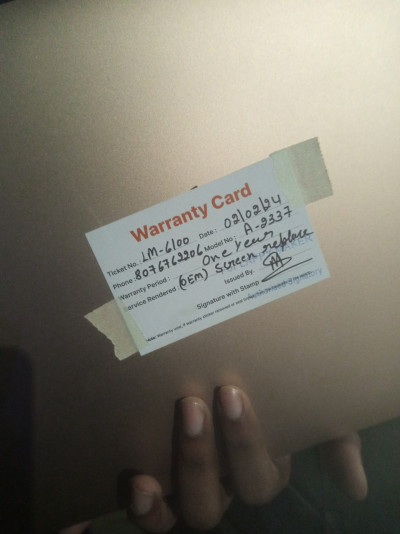 Warranty Card
Ticket No. LM-6100 Date : 02/02/24
Phone : 8076762206 Model No : A-2337
Warranty Period : One Year
Service Rendered (OEM) Screen replace
Issued By
Signature with Stamp